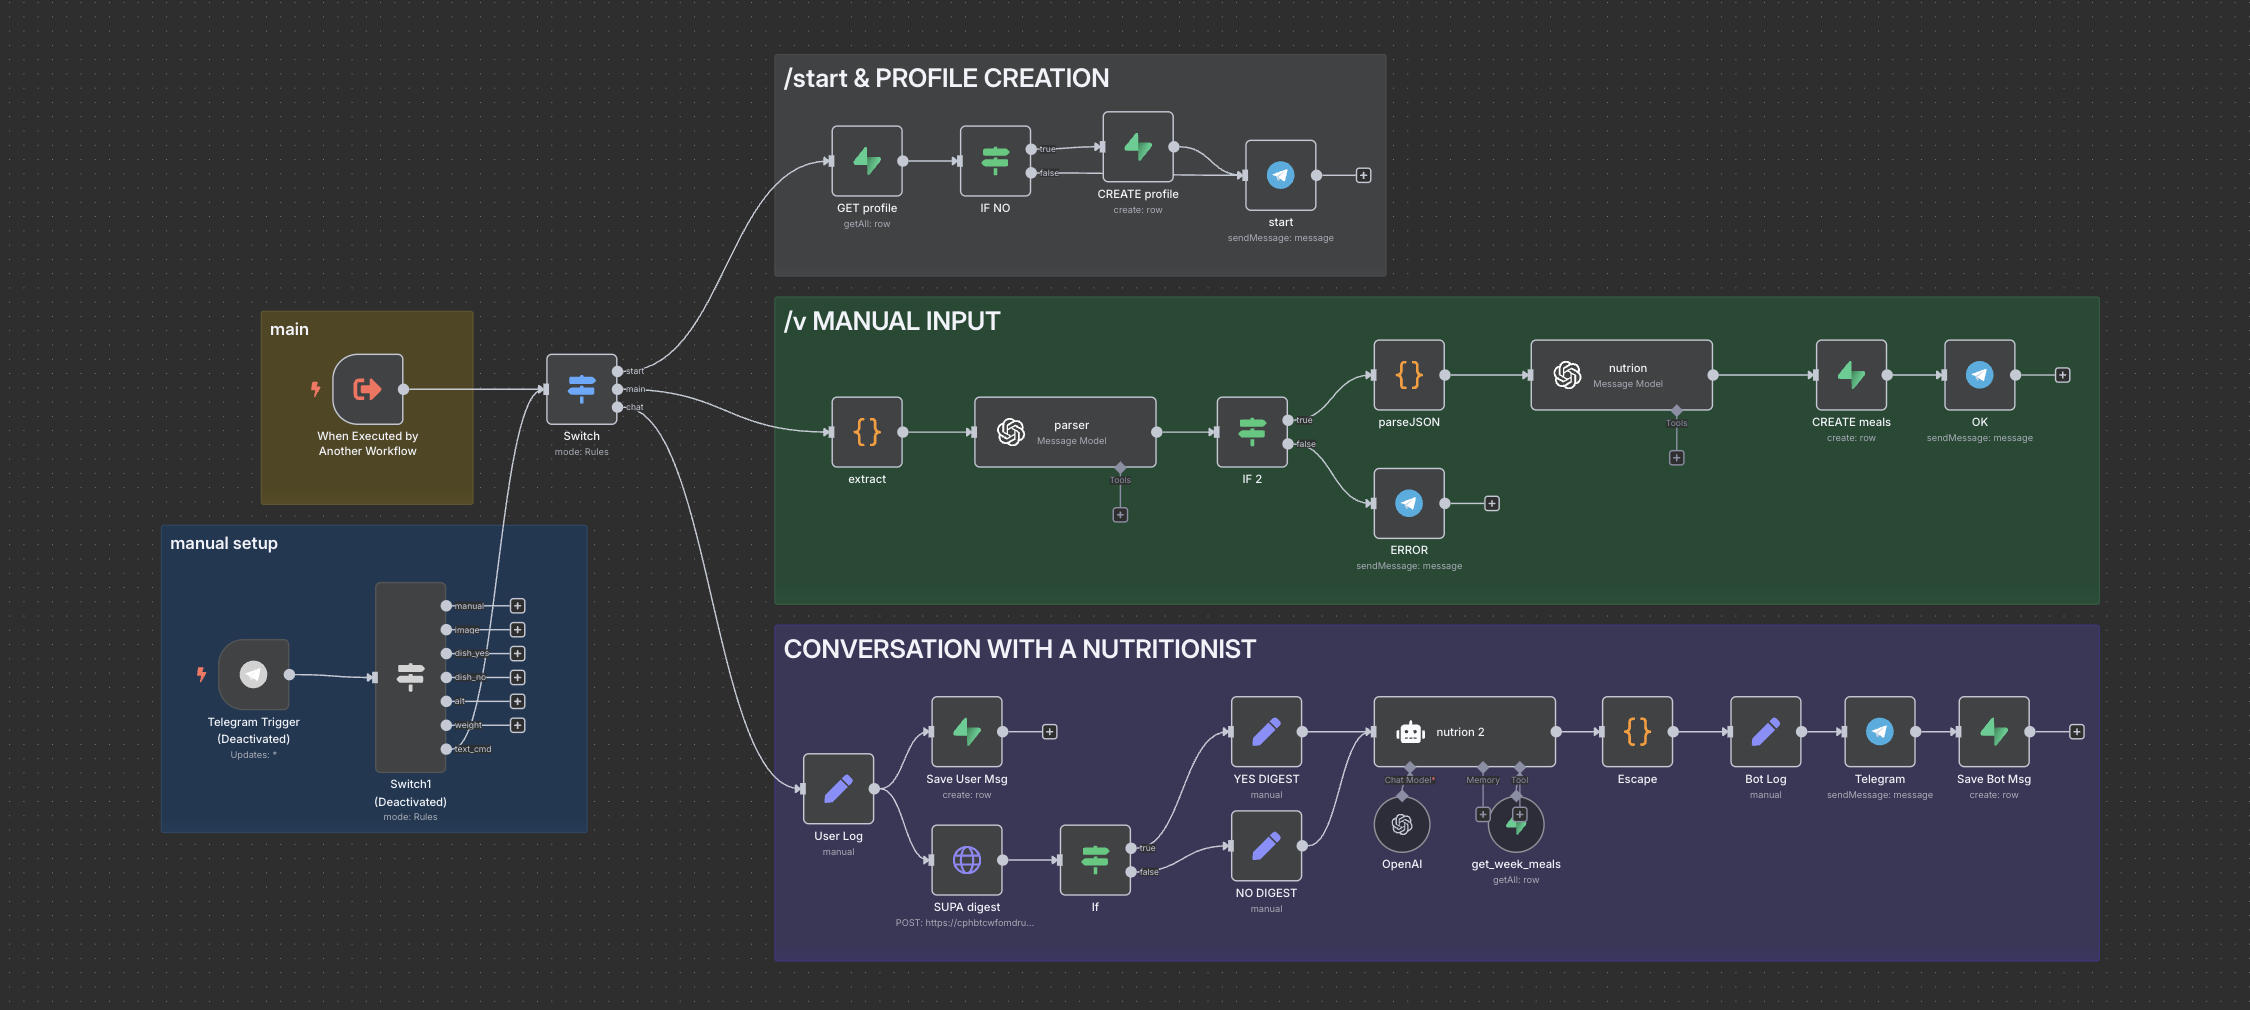 /start & PROFILE CREATION
GET profile
getAll: row
IF NO
true
false
CREATE profile
create: row
start
sendMessage: message
main
When Executed by
Another Workflow
Switch
mode: Rules
start
main
chat
/v MANUAL INPUT
extract
parser
Message Model
Tools
IF 2
true
false
parseJSON
nutrion
Message Model
Tools
CREATE meals
create: row
OK
sendMessage: message
ERROR
sendMessage: message
manual setup
Telegram Trigger
(Deactivated)
Updates: *
manual
image
dish_yes
dish_no
alt
weight
text_cmd
Switch1
(Deactivated)
mode: Rules
CONVERSATION WITH A NUTRITIONIST
User Log
manual
Save User Msg
create: row
SUPA digest
POST: https://cphbtcwfomdru...
If
true
false
YES DIGEST
manual
NO DIGEST
manual
nutrion 2
Chat Model*
Memory
Tool
OpenAI
get_week_meals
getAll: row
Escape
Bot Log
manual
Telegram
sendMessage: message
Save Bot Msg
create: row